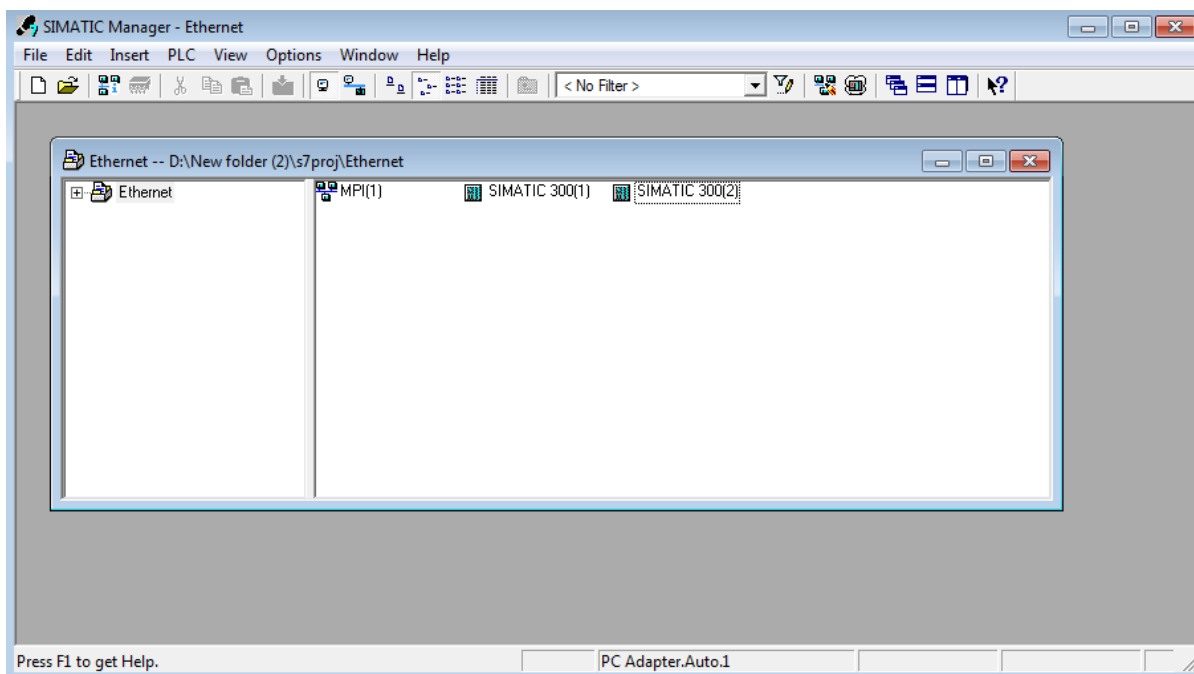 SIMATIC Manager - Ethernet
File Edit Insert PLC View Options Window Help
< No Filter >
Ethernet -- D:\New folder (2)\s7proj\Ethernet
Ethernet
MPI(1) SIMATIC 300(1) SIMATIC 300(2)
Press F1 to get Help.
PC Adapter.Auto.1